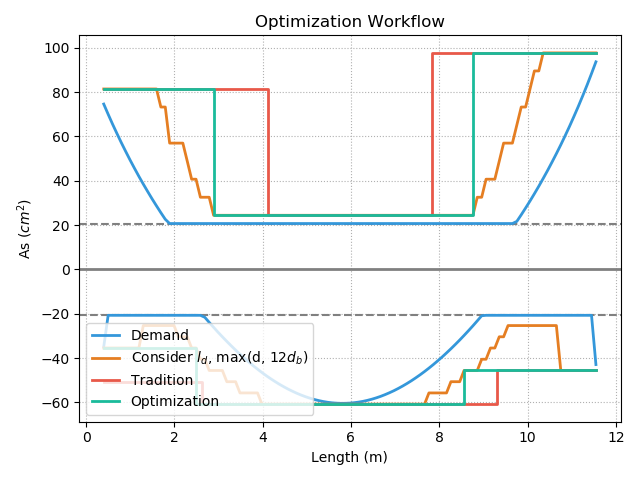 Optimization Workflow
As (cm²)
100
80
60
40
20
0
−20
−40
−60
Demand
Consider l_d, max(d, 12d_b)
Tradition
Optimization
0 2 4 6 8 10 12
Length (m)